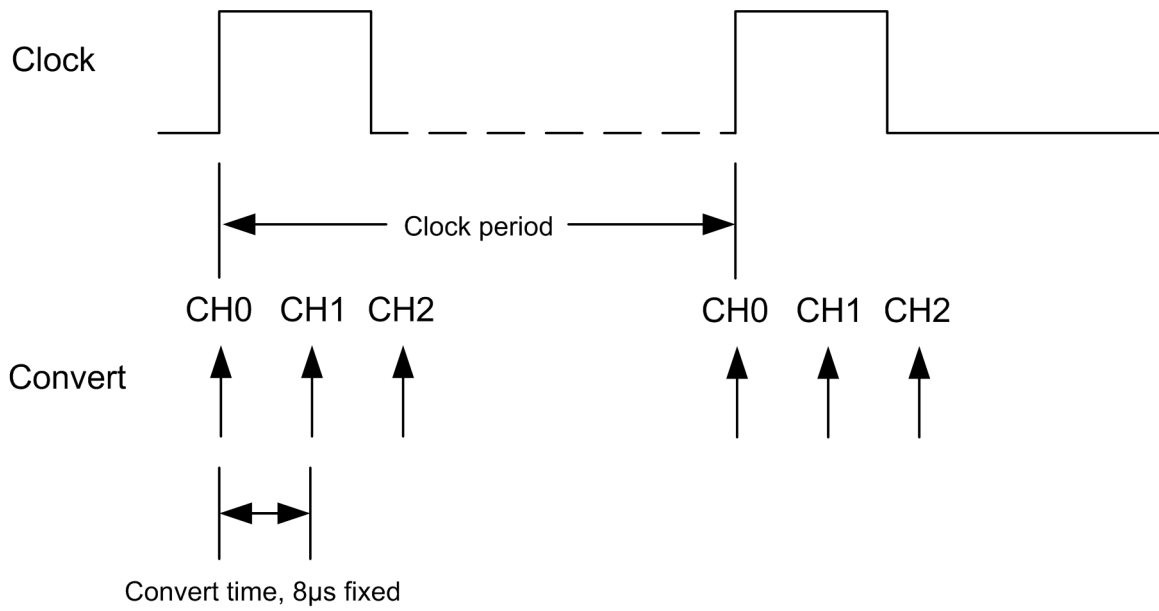 Clock
Clock period
CH0 CH1 CH2 CH0 CH1 CH2
Convert
Convert time, 8µs fixed